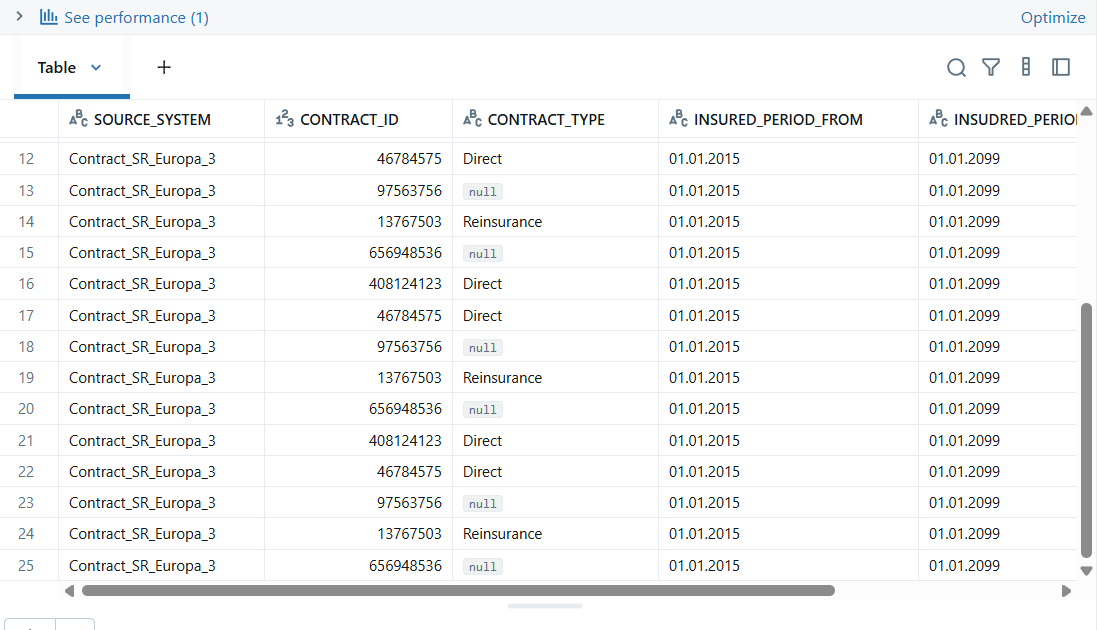 See performance (1) Optimize
Table
SOURCE_SYSTEM CONTRACT_ID CONTRACT_TYPE INSURED_PERIOD_FROM INSUDRED_PERIO
12 Contract_SR_Europa_3 46784575 Direct 01.01.2015 01.01.2099
13 Contract_SR_Europa_3 97563756 null 01.01.2015 01.01.2099
14 Contract_SR_Europa_3 13767503 Reinsurance 01.01.2015 01.01.2099
15 Contract_SR_Europa_3 656948536 null 01.01.2015 01.01.2099
16 Contract_SR_Europa_3 408124123 Direct 01.01.2015 01.01.2099
17 Contract_SR_Europa_3 46784575 Direct 01.01.2015 01.01.2099
18 Contract_SR_Europa_3 97563756 null 01.01.2015 01.01.2099
19 Contract_SR_Europa_3 13767503 Reinsurance 01.01.2015 01.01.2099
20 Contract_SR_Europa_3 656948536 null 01.01.2015 01.01.2099
21 Contract_SR_Europa_3 408124123 Direct 01.01.2015 01.01.2099
22 Contract_SR_Europa_3 46784575 Direct 01.01.2015 01.01.2099
23 Contract_SR_Europa_3 97563756 null 01.01.2015 01.01.2099
24 Contract_SR_Europa_3 13767503 Reinsurance 01.01.2015 01.01.2099
25 Contract_SR_Europa_3 656948536 null 01.01.2015 01.01.2099